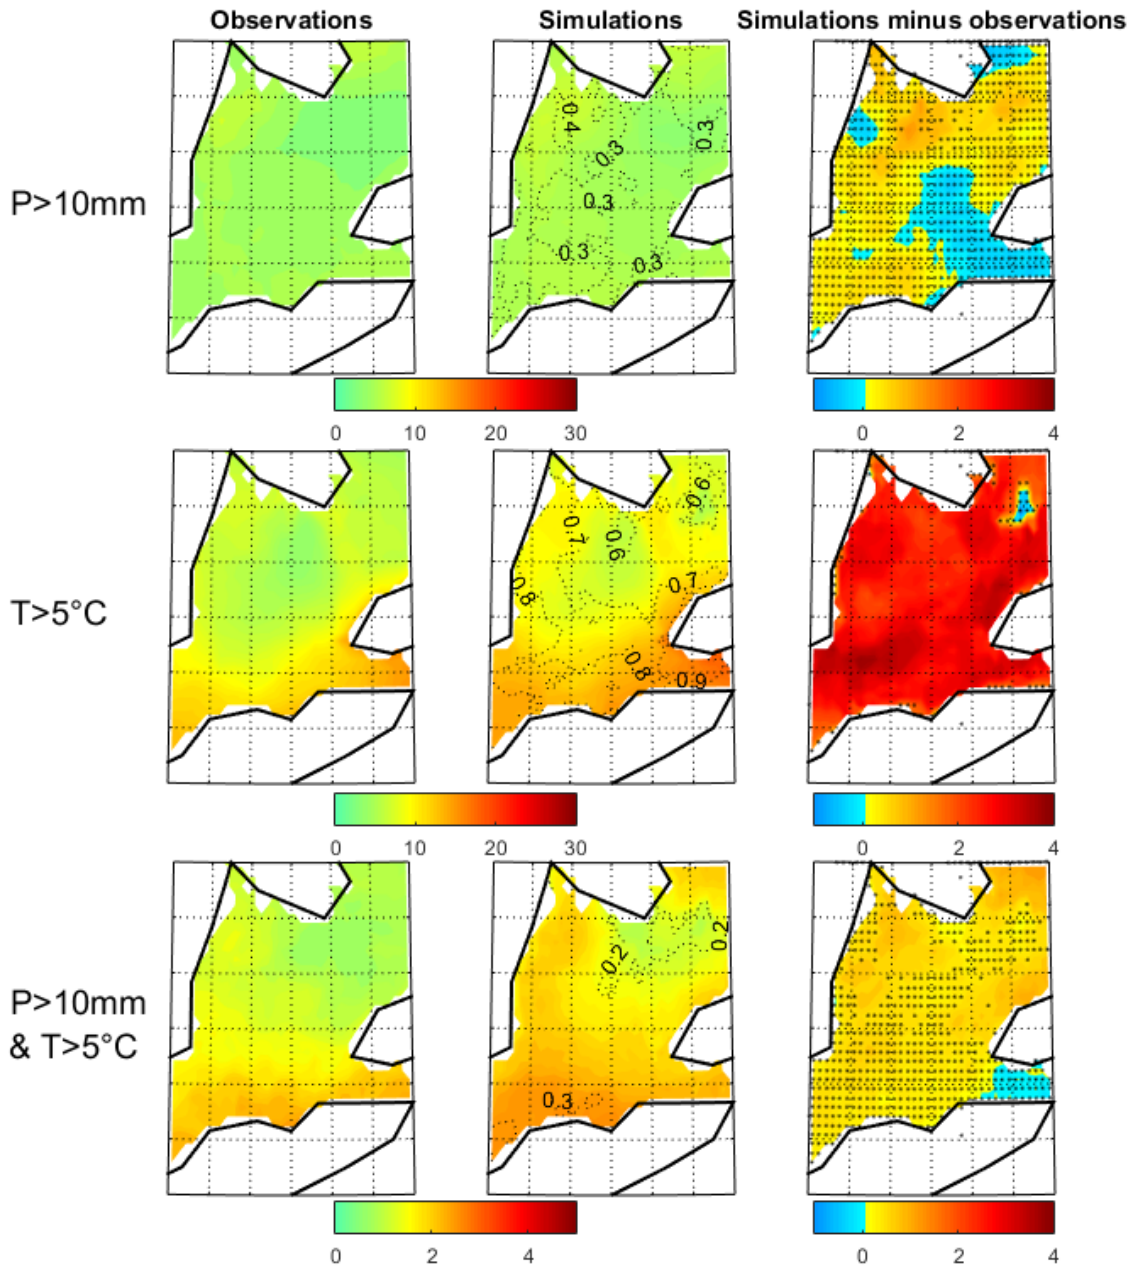 Observations Simulations Simulations minus observations
P>10mm
0.4 0.3 0.3
0.3
0.3 0.3
0 10 20 30 0 2 4
T>5°C
0.6
0.7 0.6
0.8 0.7
0.8 0.9
0 10 20 30 0 2 4
P>10mm
& T>5°C
0.2 0.2
0.3
0 2 4 0 2 4